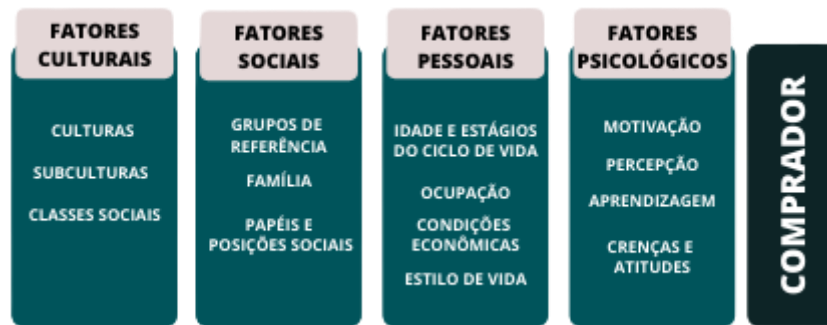 FATORES
CULTURAIS
CULTURAS
SUBCULTURAS
CLASSES SOCIAIS
FATORES
SOCIAIS
GRUPOS DE
REFERÊNCIA
FAMÍLIA
PAPÉIS E
POSIÇÕES SOCIAIS
FATORES
PESSOAIS
IDADE E ESTÁGIOS
DO CICLO DE VIDA
OCUPAÇÃO
CONDIÇÕES
ECONÔMICAS
ESTILO DE VIDA
FATORES
PSICOLÓGICOS
MOTIVAÇÃO
PERCEPÇÃO
APRENDIZAGEM
CRENÇAS E
ATITUDES
COMPRADOR